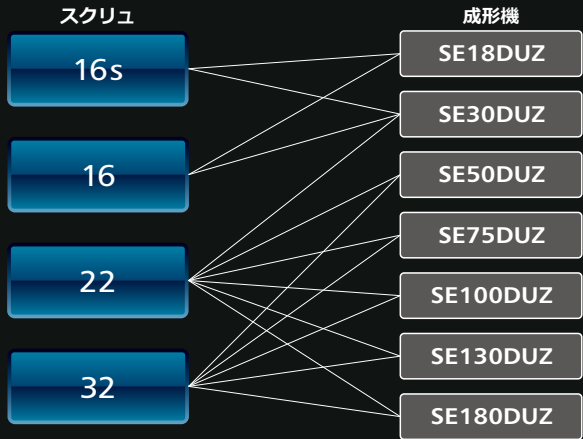 スクリュ
成形機
16s
16
22
32
SE18DUZ
SE30DUZ
SE50DUZ
SE75DUZ
SE100DUZ
SE130DUZ
SE180DUZ